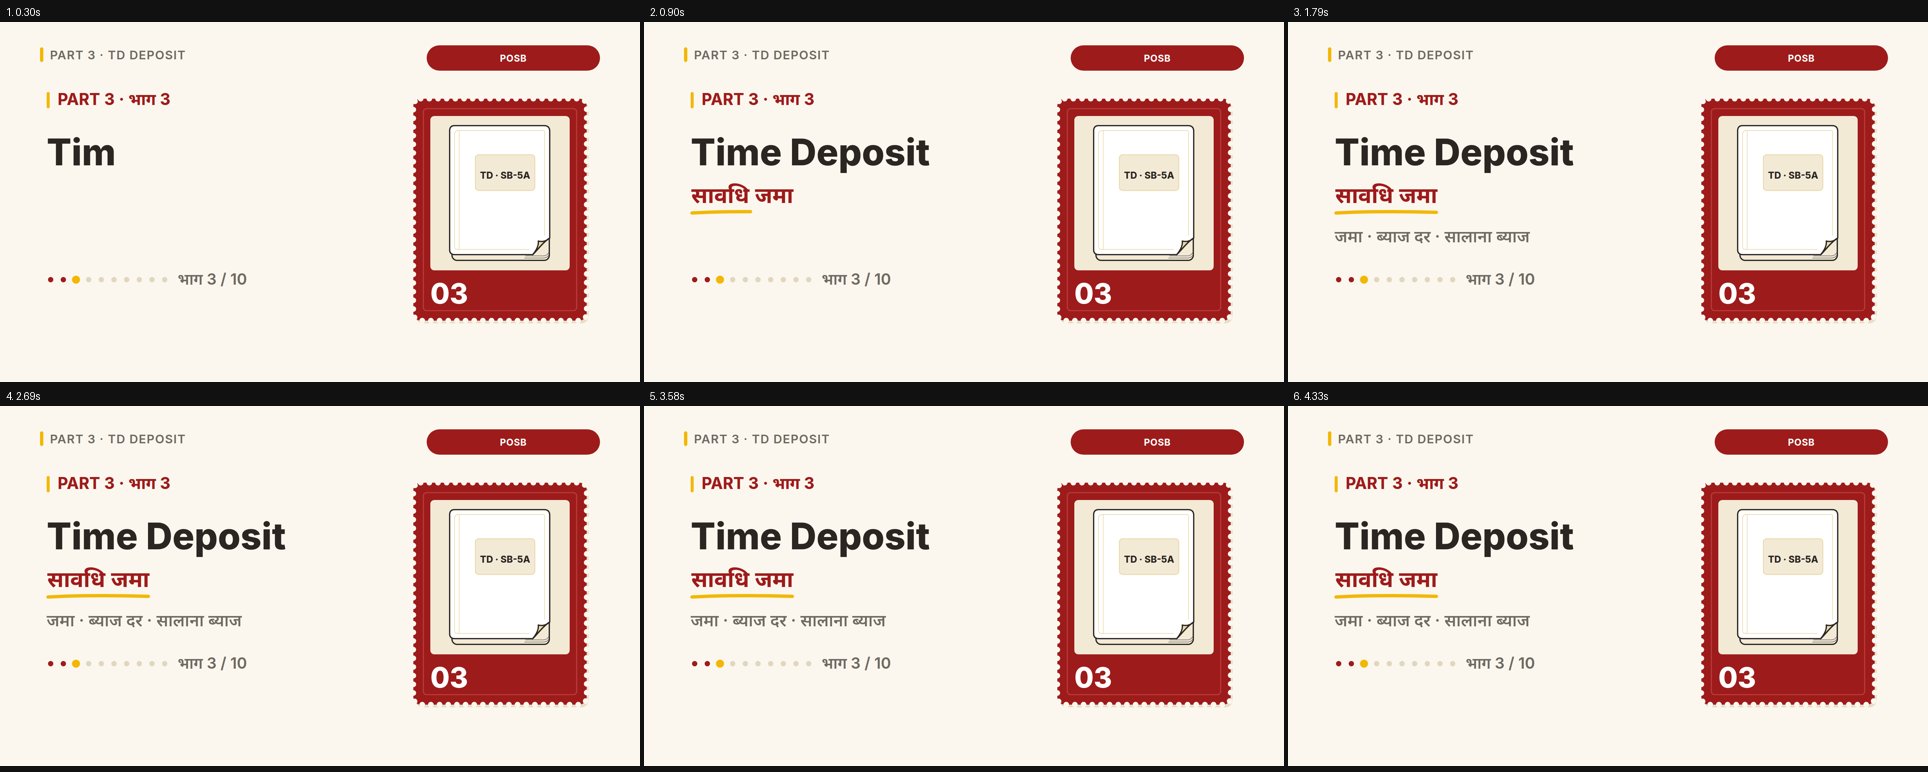 1. 0.30s
PART 3 · TD DEPOSIT
POSB
PART 3 · भाग 3
Tim
TD · SB-5A
भाग 3 / 10
03
2. 0.90s
PART 3 · TD DEPOSIT
POSB
PART 3 · भाग 3
Time Deposit
सावधि जमा
TD · SB-5A
भाग 3 / 10
03
3. 1.79s
PART 3 · TD DEPOSIT
POSB
PART 3 · भाग 3
Time Deposit
सावधि जमा
जमा · ब्याज दर · सालाना ब्याज
TD · SB-5A
भाग 3 / 10
03
4. 2.69s
PART 3 · TD DEPOSIT
POSB
PART 3 · भाग 3
Time Deposit
सावधि जमा
जमा · ब्याज दर · सालाना ब्याज
TD · SB-5A
भाग 3 / 10
03
5. 3.58s
PART 3 · TD DEPOSIT
POSB
PART 3 · भाग 3
Time Deposit
सावधि जमा
जमा · ब्याज दर · सालाना ब्याज
TD · SB-5A
भाग 3 / 10
03
6. 4.33s
PART 3 · TD DEPOSIT
POSB
PART 3 · भाग 3
Time Deposit
सावधि जमा
जमा · ब्याज दर · सालाना ब्याज
TD · SB-5A
भाग 3 / 10
03